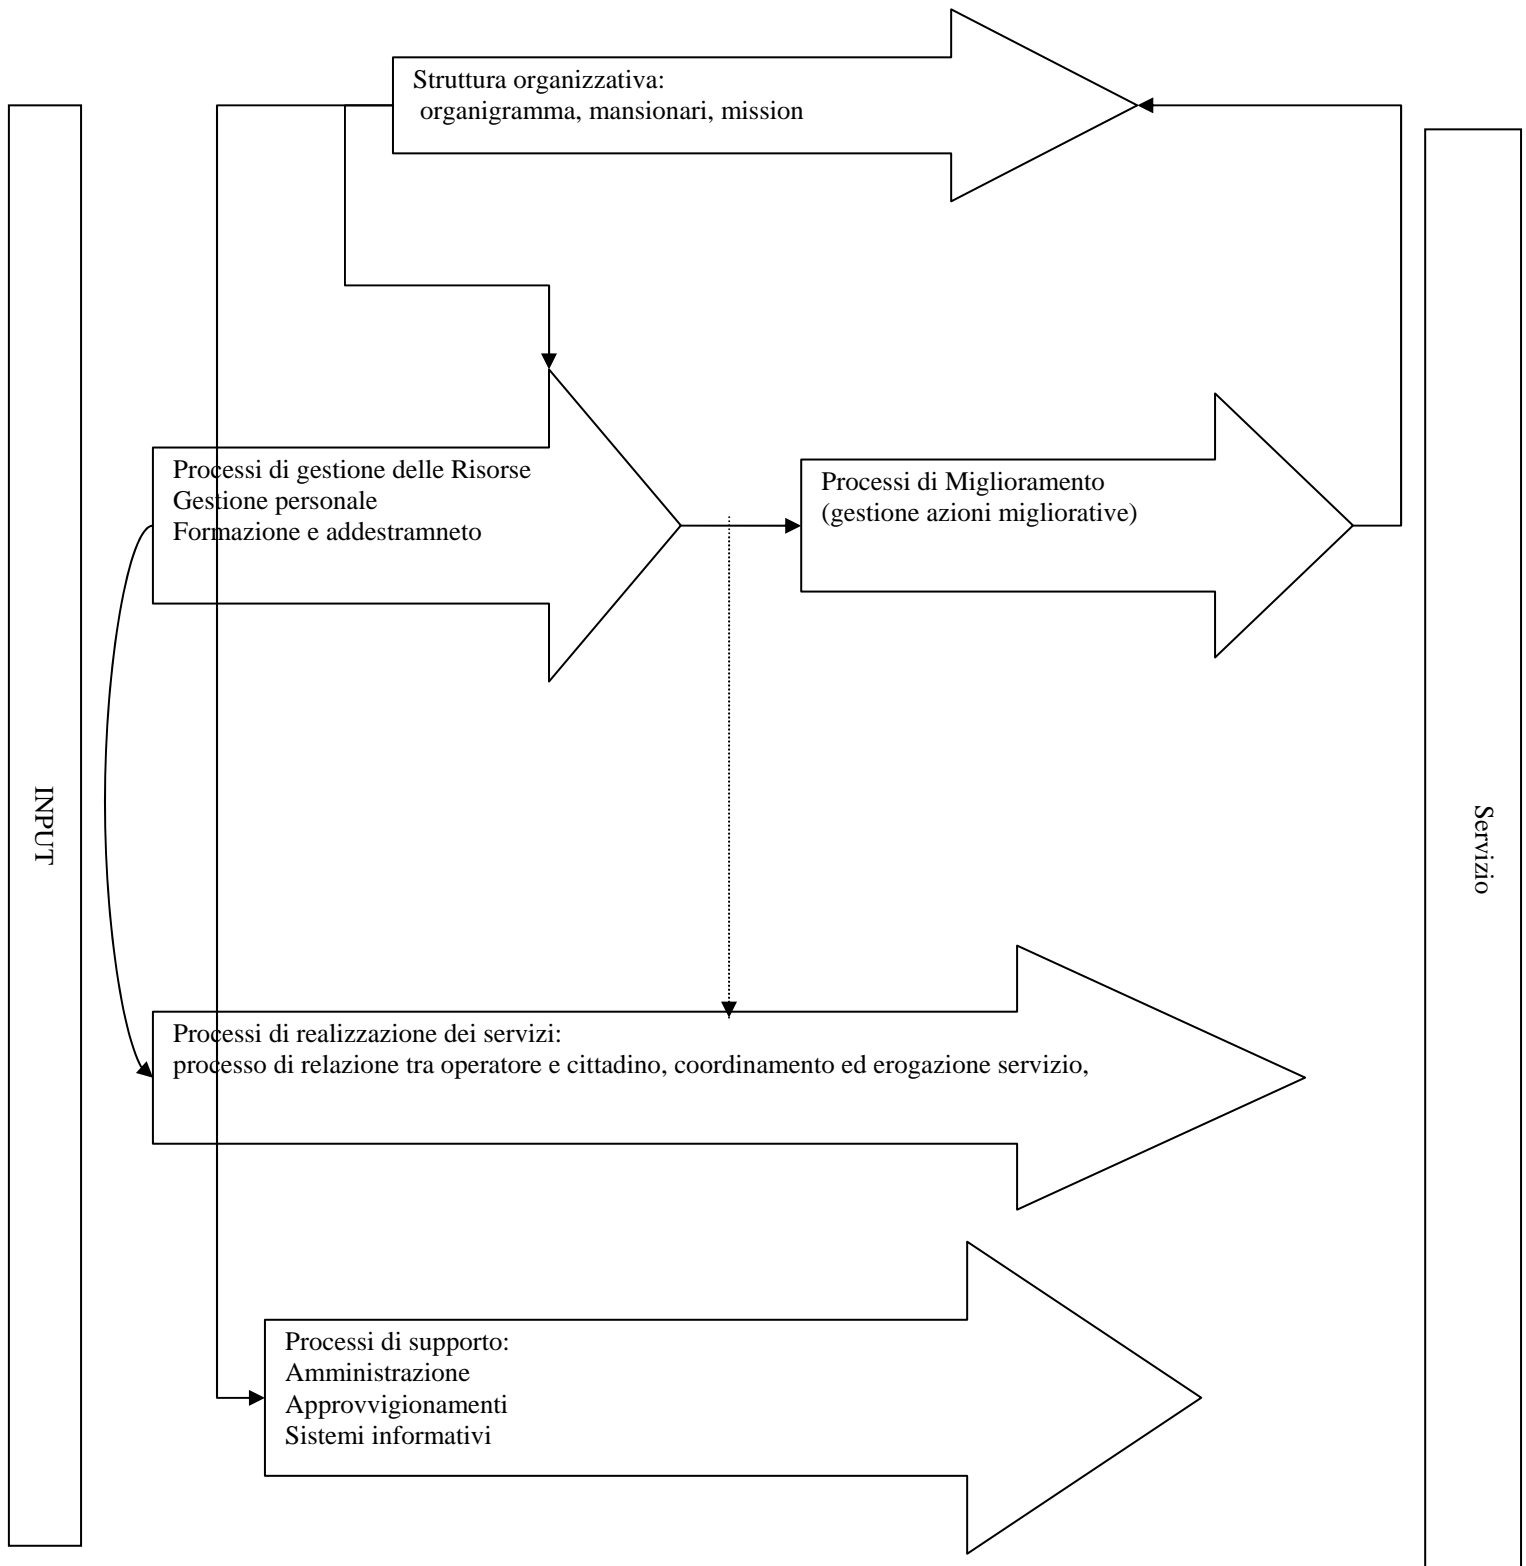 Struttura organizzativa:
organigramma, mansionari, mission
Processi di gestione delle Risorse
Gestione personale
Formazione e addestramneto
Processi di Miglioramento
(gestione azioni migliorative)
INPUT
Servizio
Processi di realizzazione dei servizi:
processo di relazione tra operatore e cittadino, coordinamento ed erogazione servizio,
Processi di supporto:
Amministrazione
Approvvigionamenti
Sistemi informativi